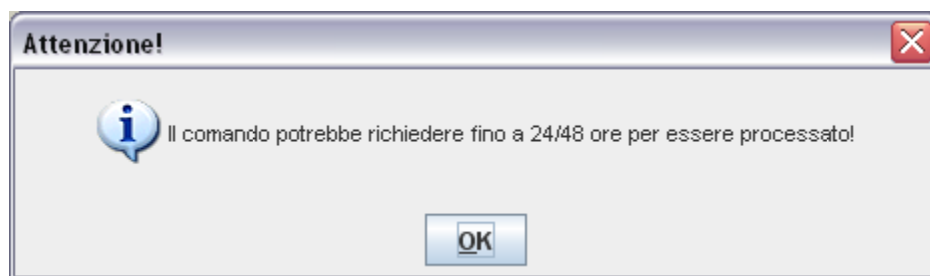 Attenzione!
Il comando potrebbe richiedere fino a 24/48 ore per essere processato!
OK